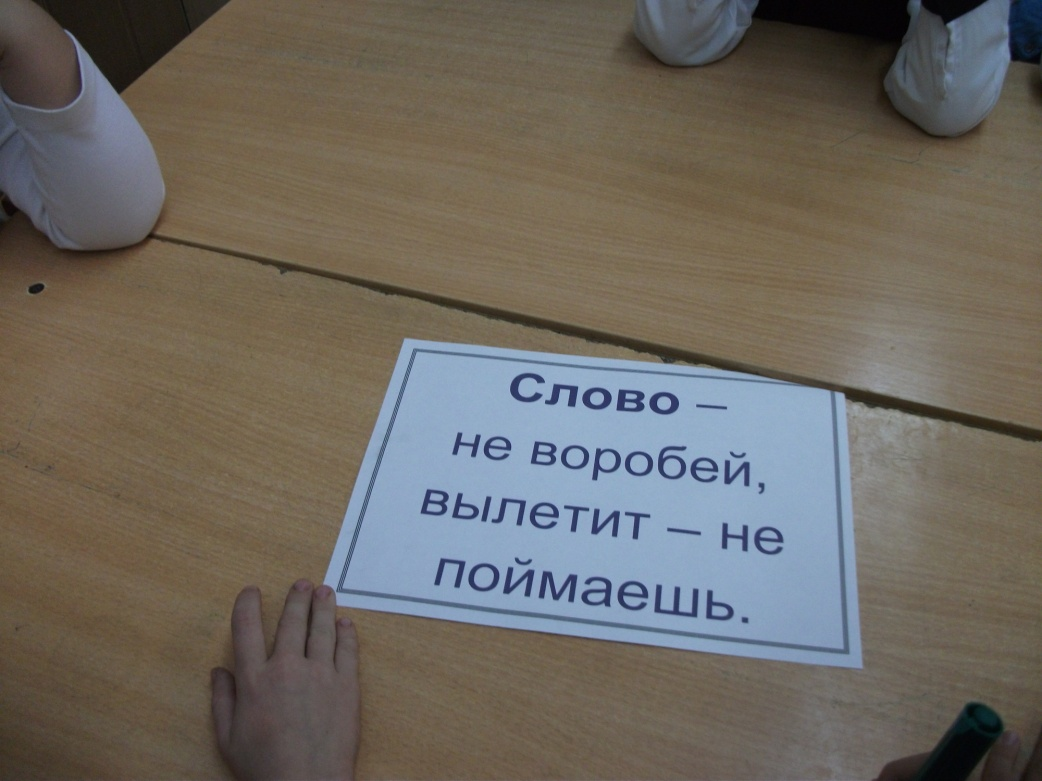 Слово –
не воробей,
вылетит – не
поймаешь.